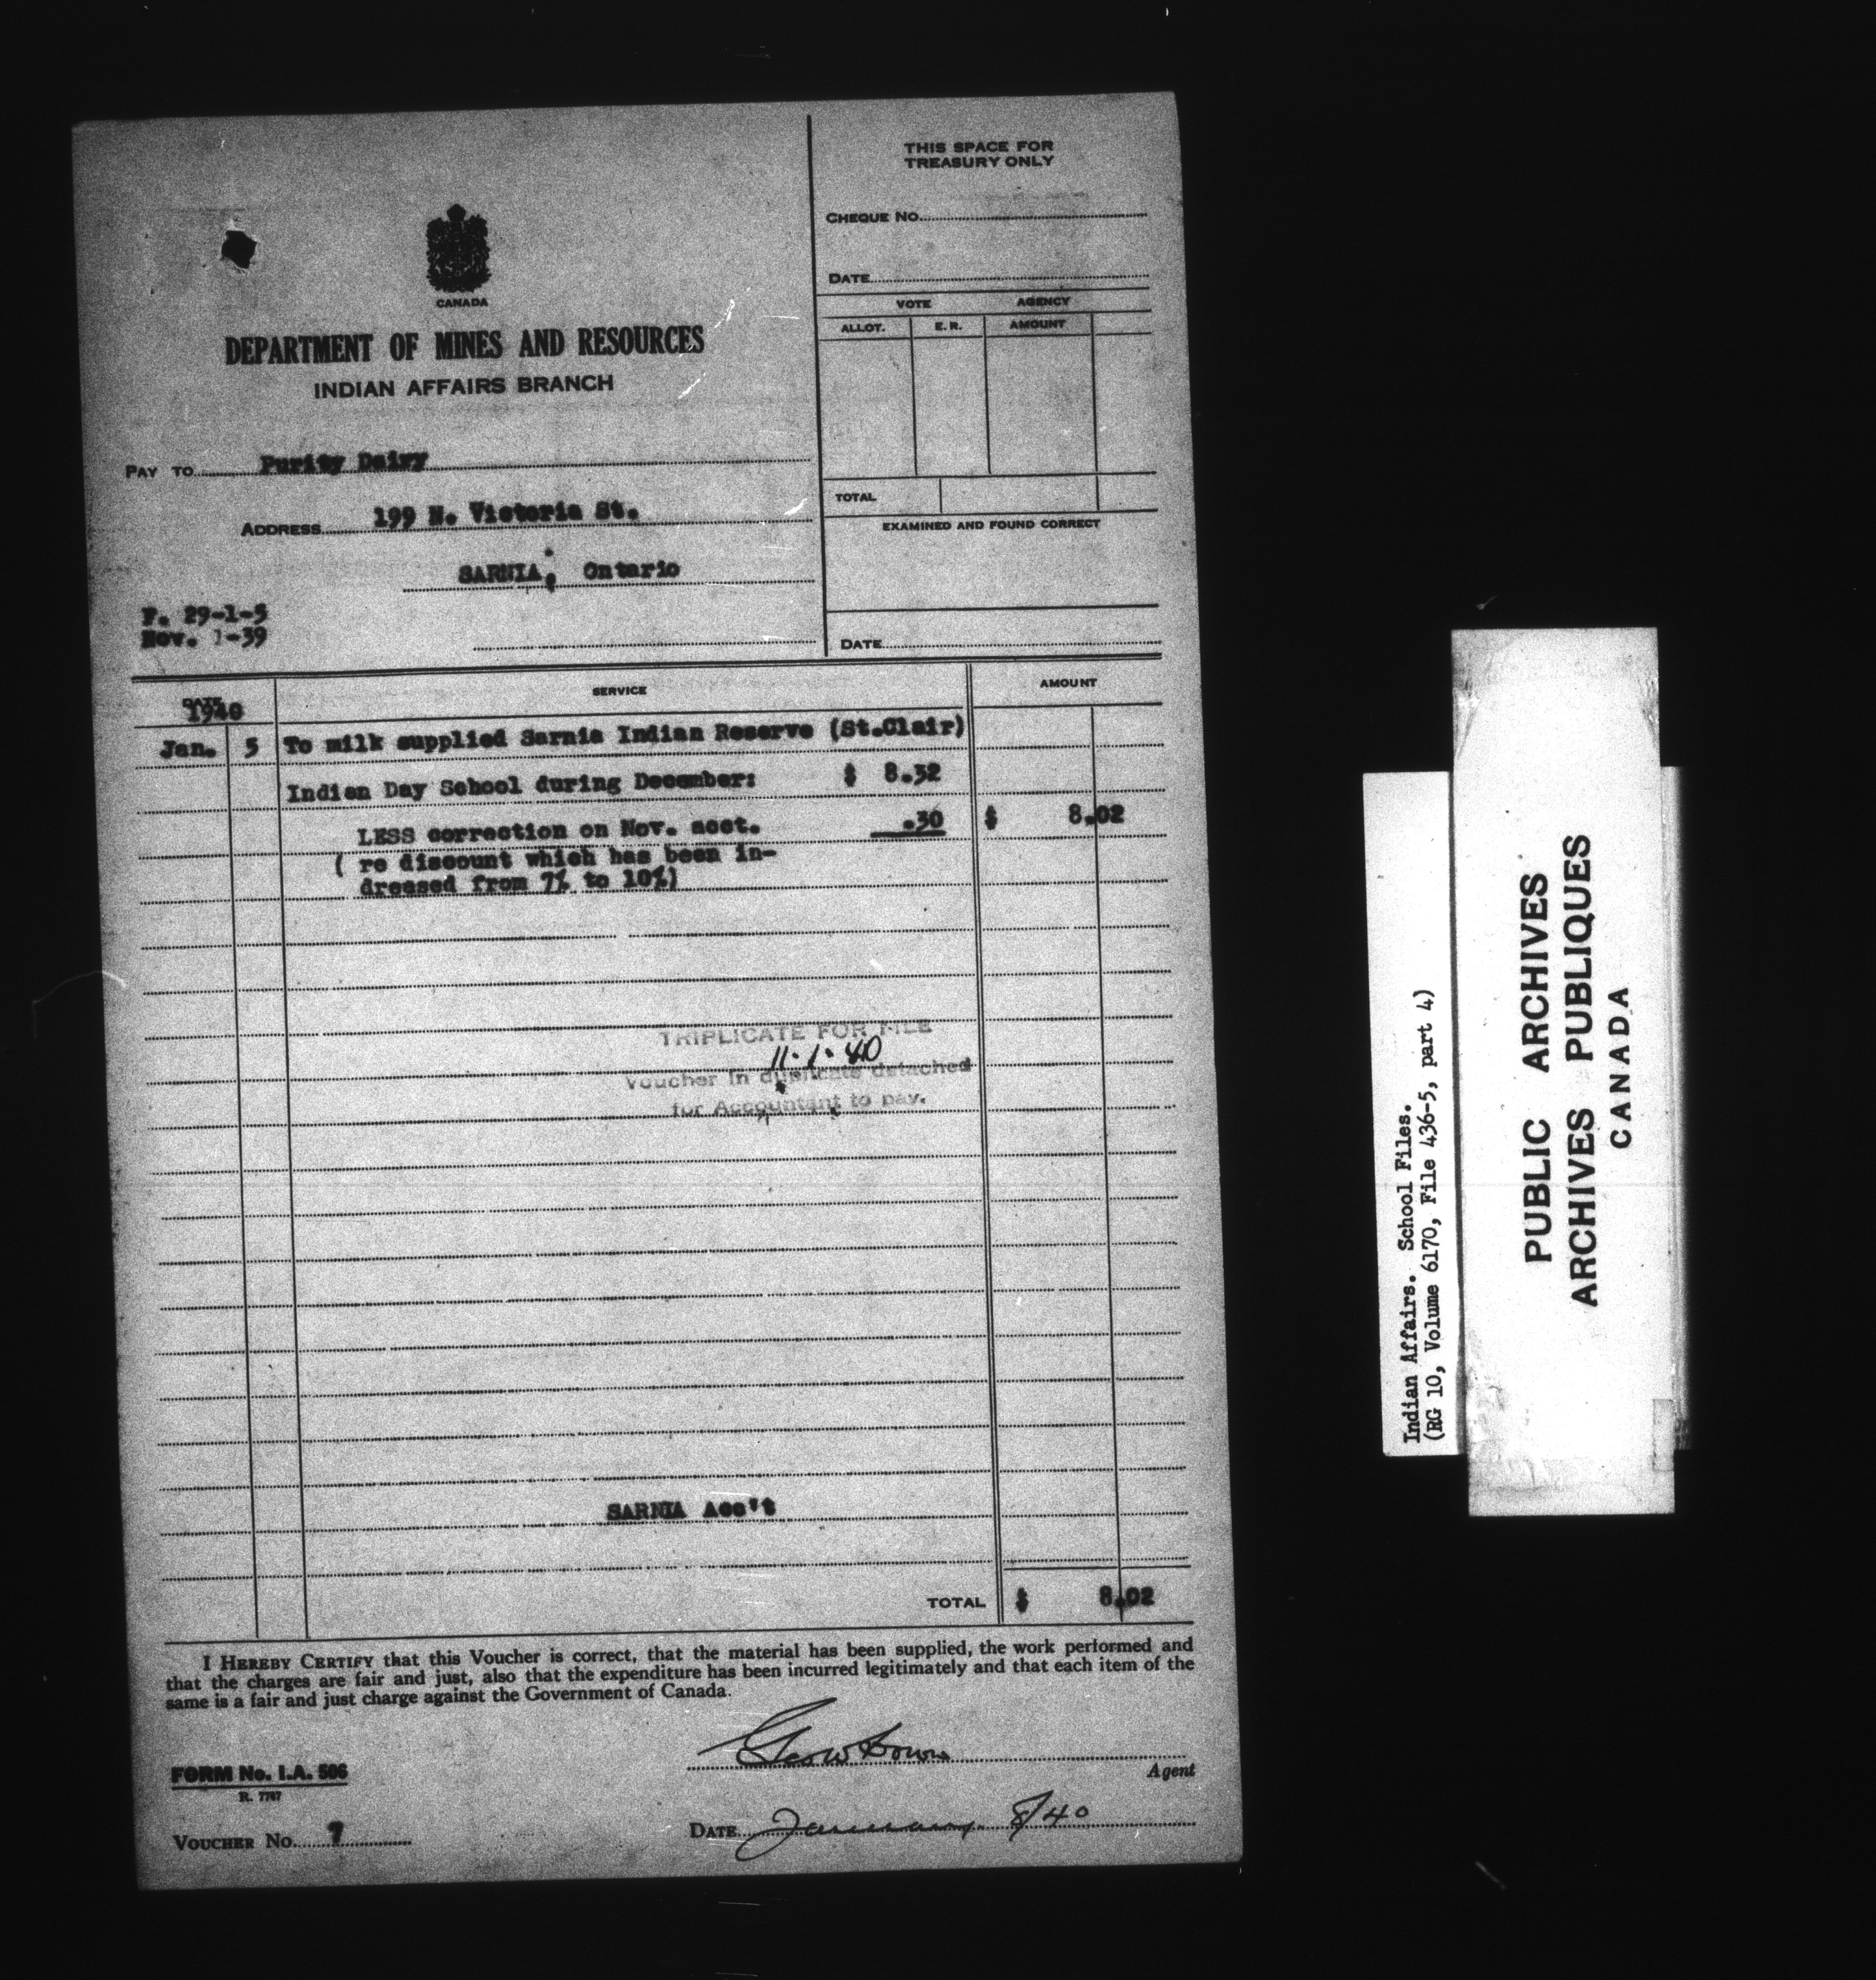 THIS SPACE FOR
TREASURY ONLY
CHEQUE No.
DATE
VOTE AGENCY
ALLOT. E. R. AMOUNT
TOTAL
EXAMINED AND FOUND CORRECT
DATE
CANADA
DEPARTMENT OF MINES AND RESOURCES
INDIAN AFFAIRS BRANCH
PAY TO Purity Dairy
ADDRESS 199 N. Victoria St.
SARNIA, Ontario
F. 29-1-5
Nov. 1-39
DATE SERVICE AMOUNT
1940
Jan. 5 To milk supplied Sarnia Indian Reserve (St.Clair)
Indian Day School during December: $ 8.32
LESS correction on Nov. acct. .30 $ 8.02
( re discount which has been in-
dreased from 7% to 10%)
TRIPLICATE FOR FILE
11.1.40
Voucher in duplicate detached
for Accountant to pay.
SARNIA Acc't
TOTAL $ 8.02
I HEREBY CERTIFY that this Voucher is correct, that the material has been supplied, the work performed and
that the charges are fair and just, also that the expenditure has been incurred legitimately and that each item of the
same is a fair and just charge against the Government of Canada.
Geo W Down
Agent
FORM No. I.A. 506
R. 7747
VOUCHER No. 9
DATE January 8/40
Indian Affairs. School Files.
(RG 10, Volume 6170, File 436-5, part 4)
PUBLIC ARCHIVES
ARCHIVES PUBLIQUES
CANADA